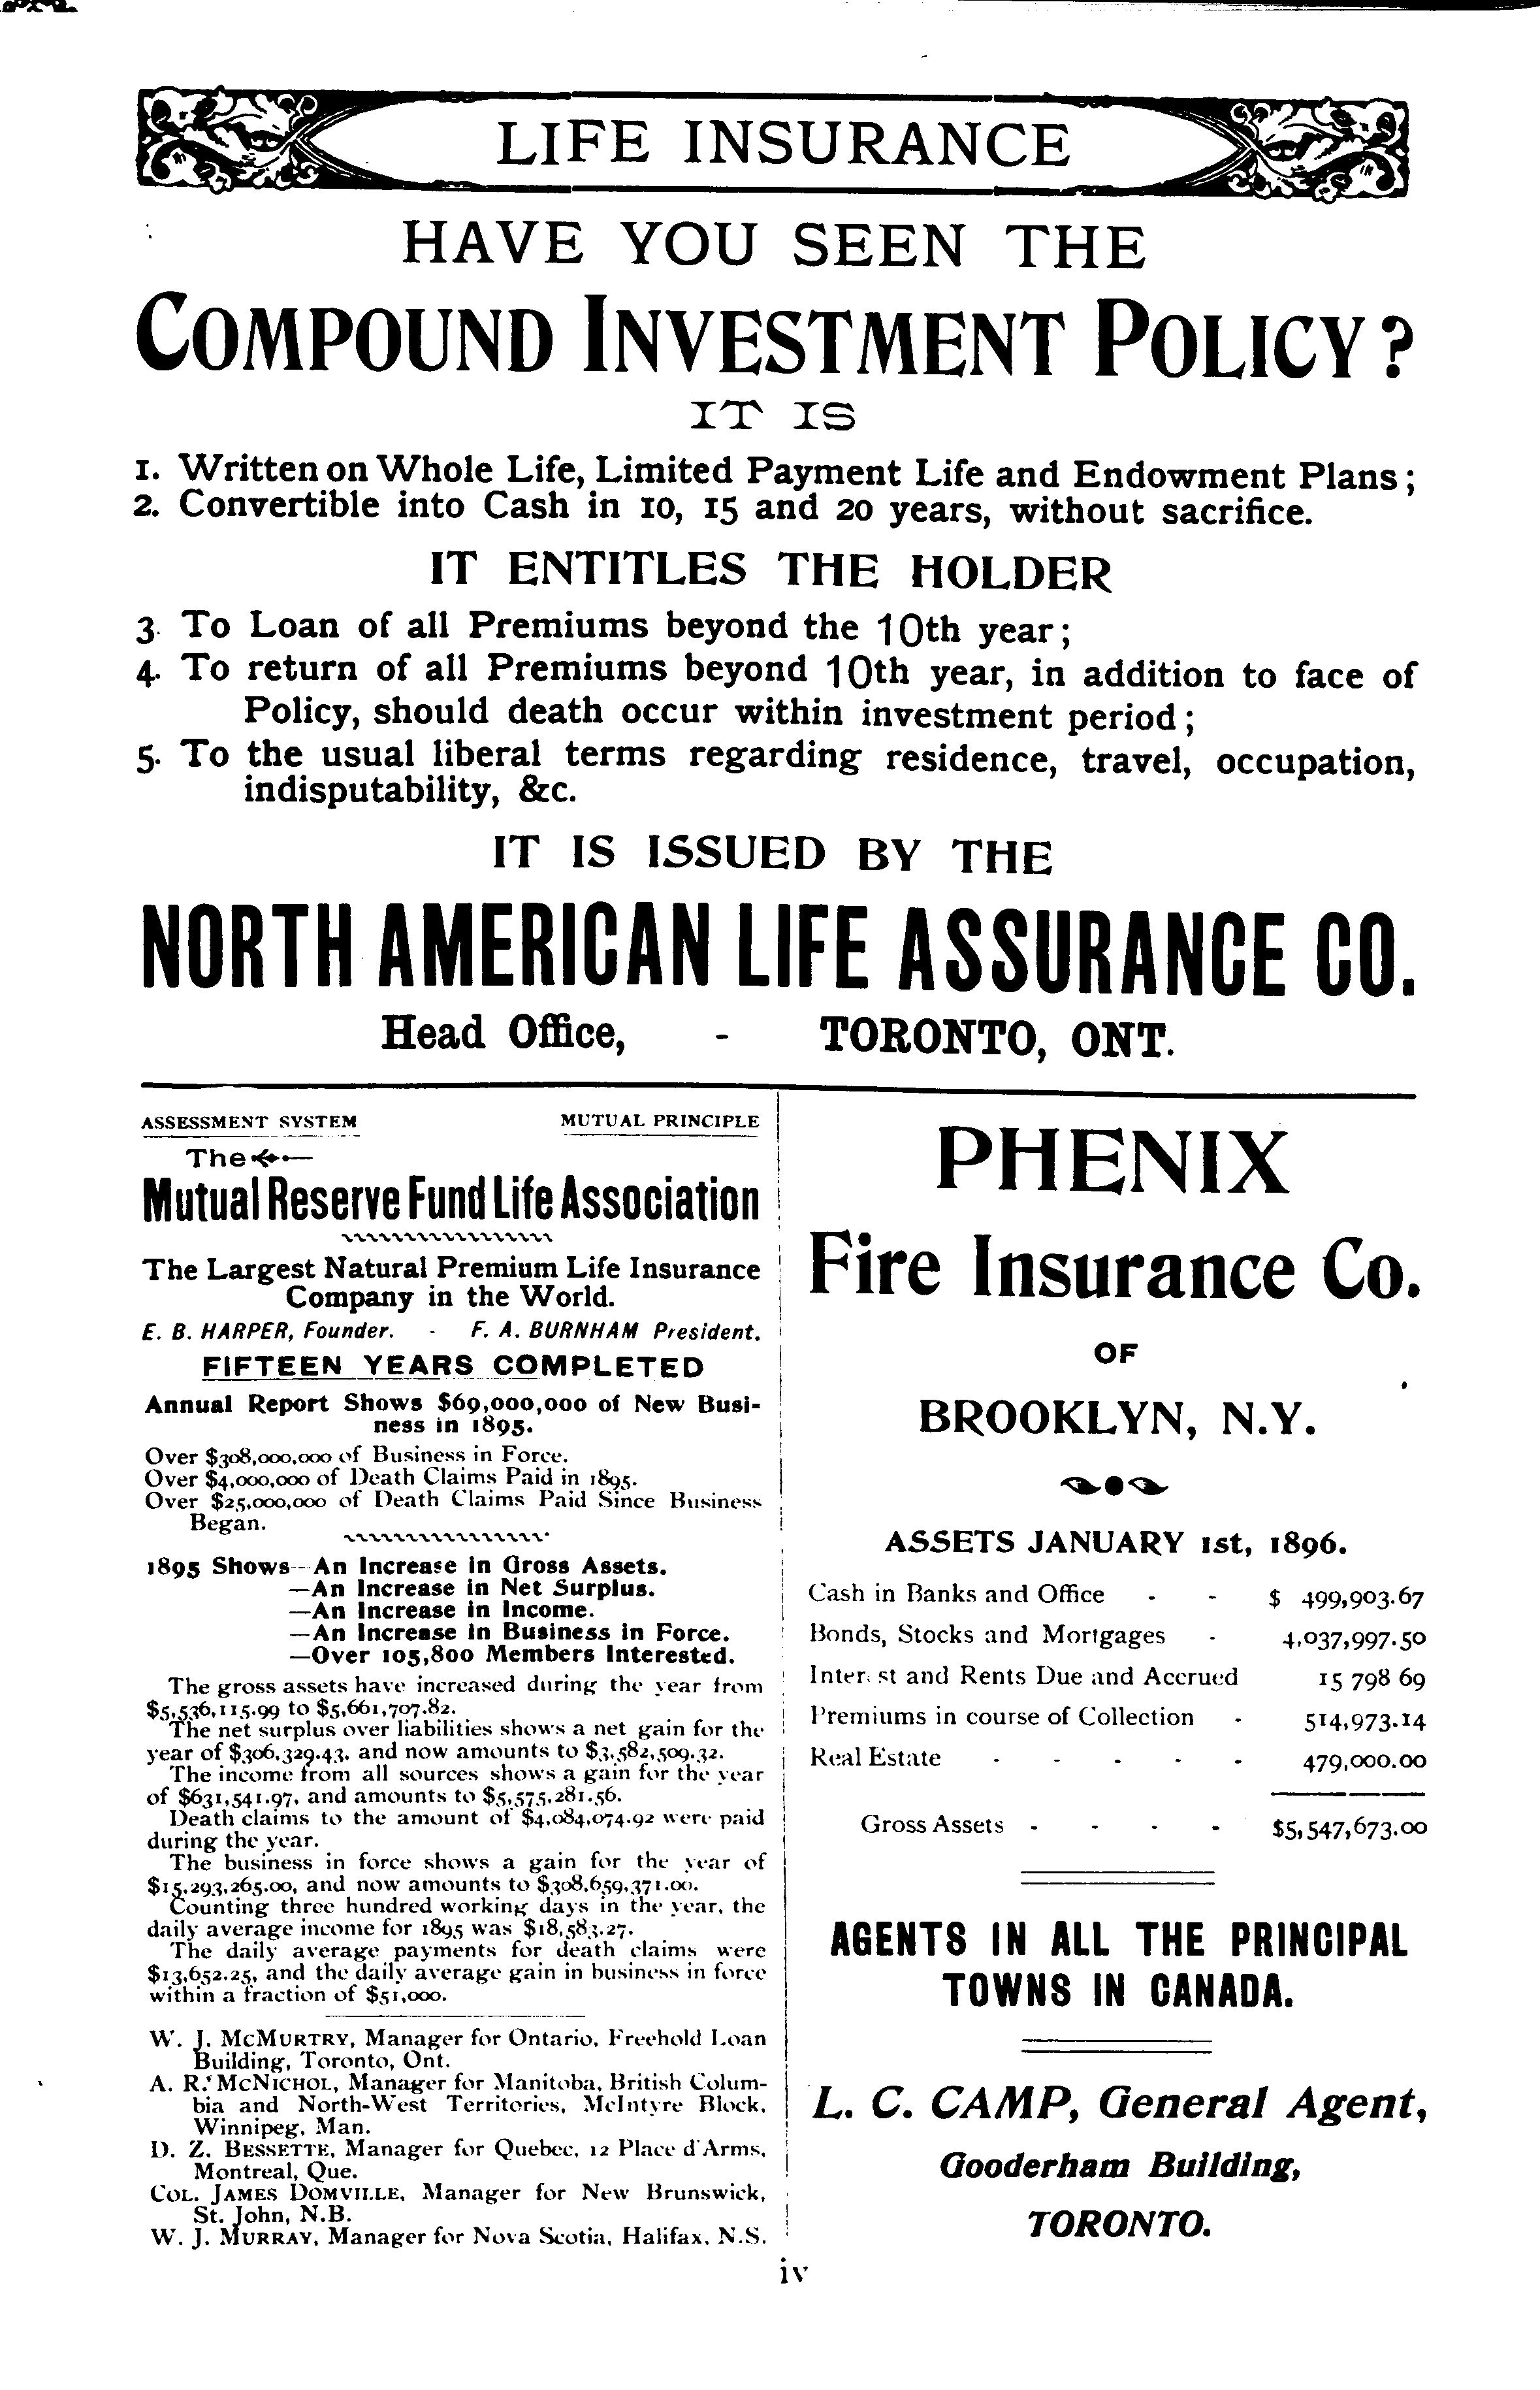 LIFE INSURANCE
HAVE YOU SEEN THE
COMPOUND INVESTMENT POLICY?
IT IS
1. Written on Whole Life, Limited Payment Life and Endowment Plans;
2. Convertible into Cash in 10, 15 and 20 years, without sacrifice.
IT ENTITLES THE HOLDER
3. To Loan of all Premiums beyond the 10th year;
4. To return of all Premiums beyond 10th year, in addition to face of
Policy, should death occur within investment period;
5. To the usual liberal terms regarding residence, travel, occupation,
indisputability, &c.
IT IS ISSUED BY THE
NORTH AMERICAN LIFE ASSURANCE CO.
Head Office, - TORONTO, ONT.
ASSESSMENT SYSTEM MUTUAL PRINCIPLE
The
Mutual Reserve Fund Life Association
The Largest Natural Premium Life Insurance
Company in the World.
E. B. HARPER, Founder. - F. A. BURNHAM President.
FIFTEEN YEARS COMPLETED
Annual Report Shows $69,000,000 of New Busi-
ness in 1895.
Over $308,000,000 of Business in Force.
Over $4,000,000 of Death Claims Paid in 1895.
Over $25,000,000 of Death Claims Paid Since Business
Began.
1895 Shows—An Increase in Gross Assets.
—An Increase in Net Surplus.
—An Increase in Income.
—An Increase in Business in Force.
—Over 105,800 Members Interested.
The gross assets have increased during the year from
$5,536,115.99 to $5,661,707.82.
The net surplus over liabilities shows a net gain for the
year of $306,329.43, and now amounts to $3,582,509.32.
The income from all sources shows a gain for the year
of $631,541.97, and amounts to $5,575,281.56.
Death claims to the amount of $4,084,074.92 were paid
during the year.
The business in force shows a gain for the year of
$15,293,265.00, and now amounts to $308,659,371.00.
Counting three hundred working days in the year, the
daily average income for 1895 was $18,583.27.
The daily average payments for death claims were
$13,652.25, and the daily average gain in business in force
within a fraction of $51,000.
W. J. MCMURTRY, Manager for Ontario, Freehold Loan
Building, Toronto, Ont.
A. R. MCNICHOL, Manager for Manitoba, British Colum-
bia and North-West Territories, McIntyre Block,
Winnipeg, Man.
D. Z. BESSETTE, Manager for Quebec, 12 Place d'Arms,
Montreal, Que.
COL. JAMES DOMVILLE, Manager for New Brunswick,
St. John, N.B.
W. J. MURRAY, Manager for Nova Scotia, Halifax, N.S.
PHENIX
Fire Insurance Co.
OF
BROOKLYN, N.Y.
ASSETS JANUARY 1st, 1896.
Cash in Banks and Office - - $ 499,903.67
Bonds, Stocks and Mortgages - 4,037,997.50
Interest and Rents Due and Accrued 15 798 69
Premiums in course of Collection - 514,973.14
Real Estate - - - - - 479,000.00
Gross Assets - - - - $5,547,673.00
AGENTS IN ALL THE PRINCIPAL
TOWNS IN CANADA.
L. C. CAMP, General Agent,
Gooderham Building,
TORONTO.
iv